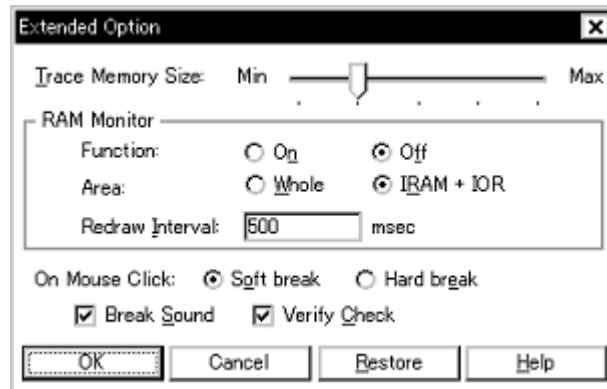 Extended Option
Trace Memory Size: Min Max
RAM Monitor
Function: On Off
Area: Whole IRAM + IOR
Redraw Interval: 500 msec
On Mouse Click: Soft break Hard break
Break Sound Verify Check
OK Cancel Restore Help